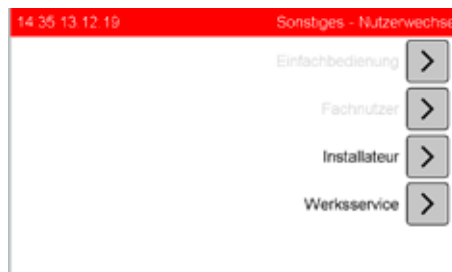 14:35 13.12.19 Sonstiges - Nutzerwechse
Einfachbedienung
Fachnutzer
Installateur
Werksservice